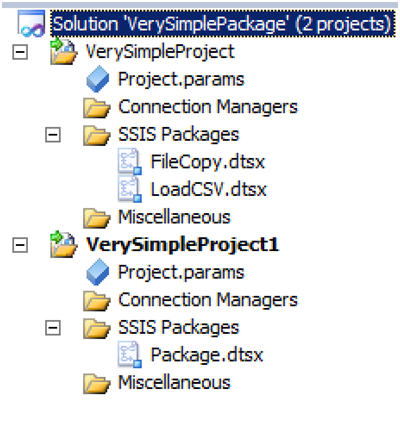 Solution 'VerySimplePackage' (2 projects)
VerySimpleProject
Project.params
Connection Managers
SSIS Packages
FileCopy.dtsx
LoadCSV.dtsx
Miscellaneous
VerySimpleProject1
Project.params
Connection Managers
SSIS Packages
Package.dtsx
Miscellaneous